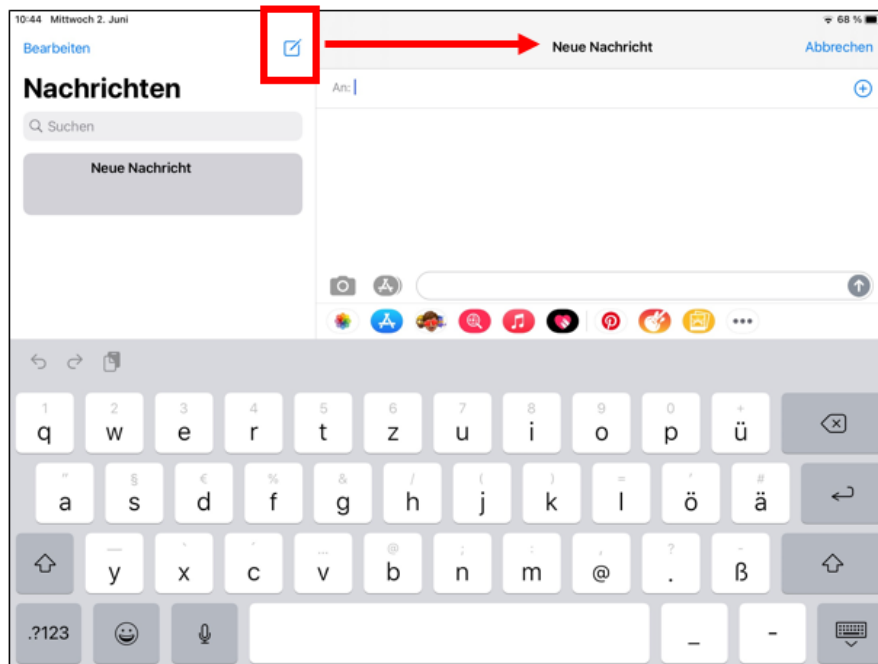 10:44 Mittwoch 2. Juni 68 %
Bearbeiten
Neue Nachricht
Abbrechen
Nachrichten
An:
Suchen
Neue Nachricht
1 2 3 4 5 6 7 8 9 0 +
q w e r t z u i o p ü
" § € % & / ( ) = ' #
a s d f g h j k l ö ä
— ` ´ ... @ ; : , ? -
y x c v b n m @ . ß
.?123 _ -